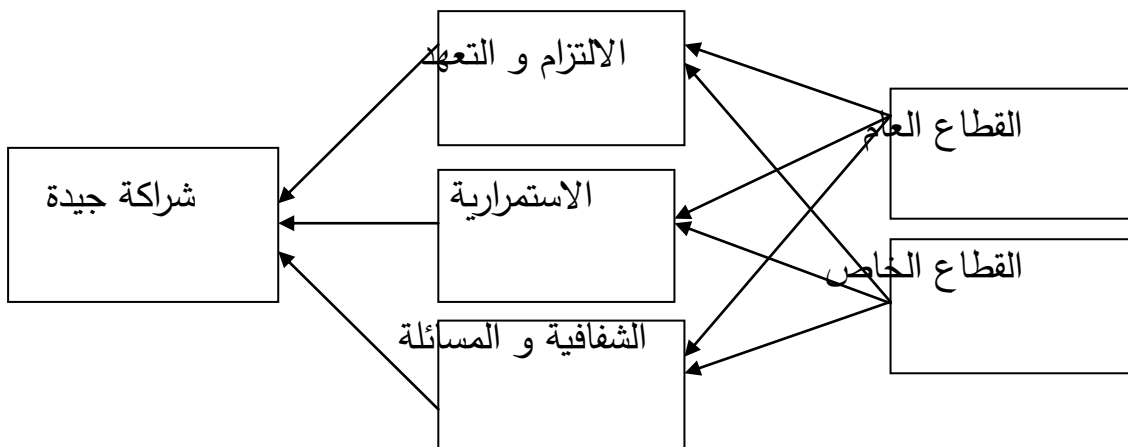 القطاع العام
القطاع الخاص
الالتزام و التعهد
الاستمرارية
الشفافية و المسائلة
شراكة جيدة